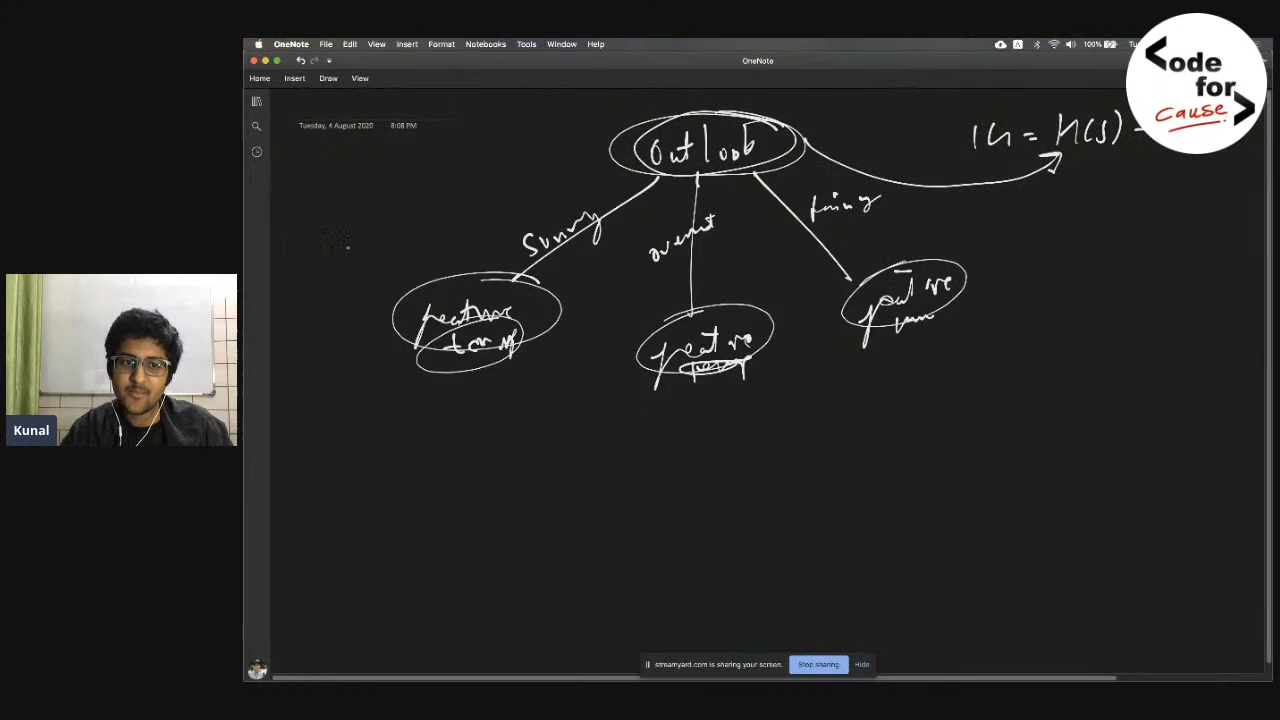 OneNote File Edit View Insert Format Notebooks Tools Window Help
100%
OneNote
Home Insert Draw View
Tuesday, 4 August 2020 8:08 PM
Outlook
IG = H(S) -
Sunny
rainy
feature
temp
feature
feature
Kunal
Code
for
cause
streamyard.com is sharing your screen.
Stop sharing
Hide